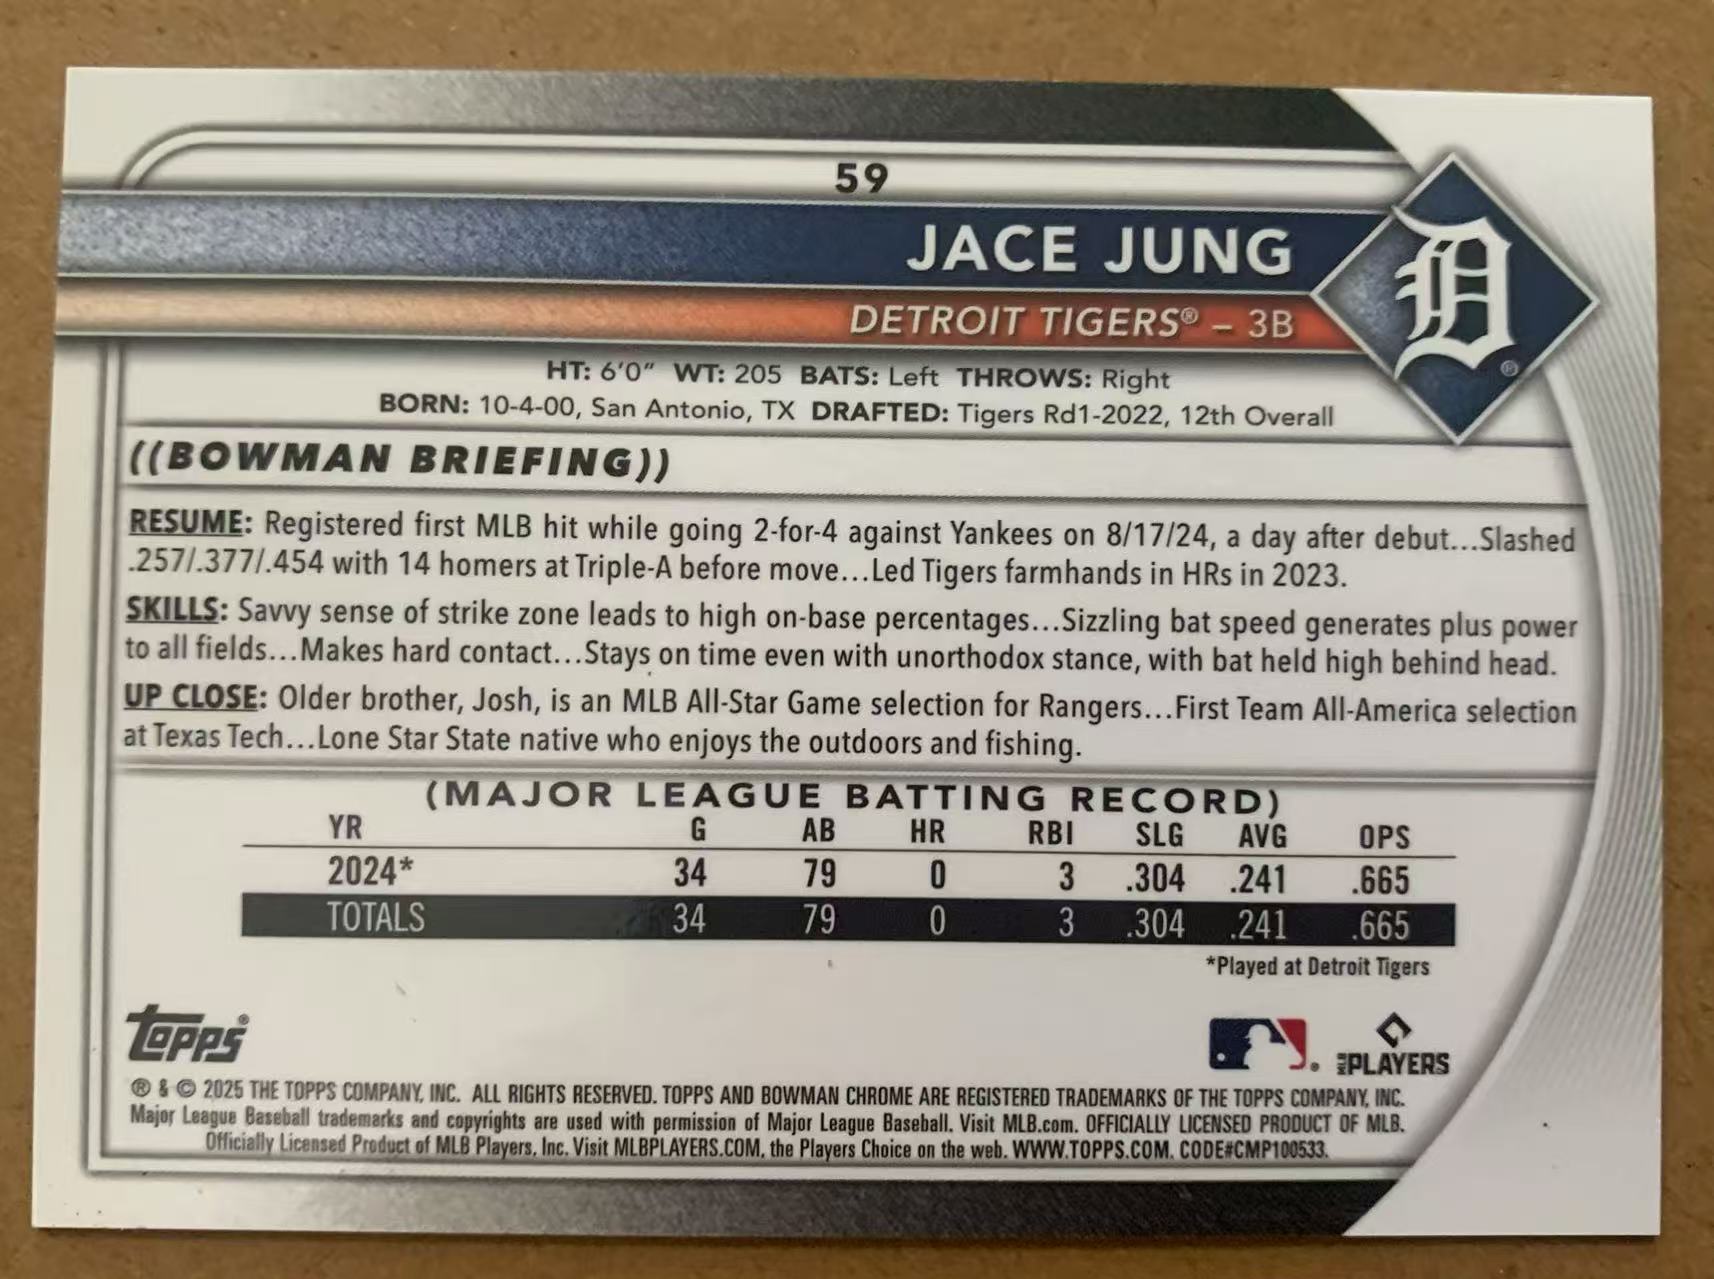 59
JACE JUNG
DETROIT TIGERS® – 3B
D
®
HT: 6'0" WT: 205 BATS: Left THROWS: Right
BORN: 10-4-00, San Antonio, TX DRAFTED: Tigers Rd1-2022, 12th Overall
((BOWMAN BRIEFING))
RESUME: Registered first MLB hit while going 2-for-4 against Yankees on 8/17/24, a day after debut...Slashed
.257/.377/.454 with 14 homers at Triple-A before move...Led Tigers farmhands in HRs in 2023.
SKILLS: Savvy sense of strike zone leads to high on-base percentages...Sizzling bat speed generates plus power
to all fields...Makes hard contact...Stays on time even with unorthodox stance, with bat held high behind head.
UP CLOSE: Older brother, Josh, is an MLB All-Star Game selection for Rangers...First Team All-America selection
at Texas Tech...Lone Star State native who enjoys the outdoors and fishing.
(MAJOR LEAGUE BATTING RECORD)
YR G AB HR RBI SLG AVG OPS
2024* 34 79 0 3 .304 .241 .665
TOTALS 34 79 0 3 .304 .241 .665
*Played at Detroit Tigers
Topps®
MLB PLAYERS
® & © 2025 THE TOPPS COMPANY, INC. ALL RIGHTS RESERVED. TOPPS AND BOWMAN CHROME ARE REGISTERED TRADEMARKS OF THE TOPPS COMPANY, INC.
Major League Baseball trademarks and copyrights are used with permission of Major League Baseball. Visit MLB.com. OFFICIALLY LICENSED PRODUCT OF MLB.
Officially Licensed Product of MLB Players, Inc. Visit MLBPLAYERS.COM, the Players Choice on the web. WWW.TOPPS.COM. CODE#CMP100533.